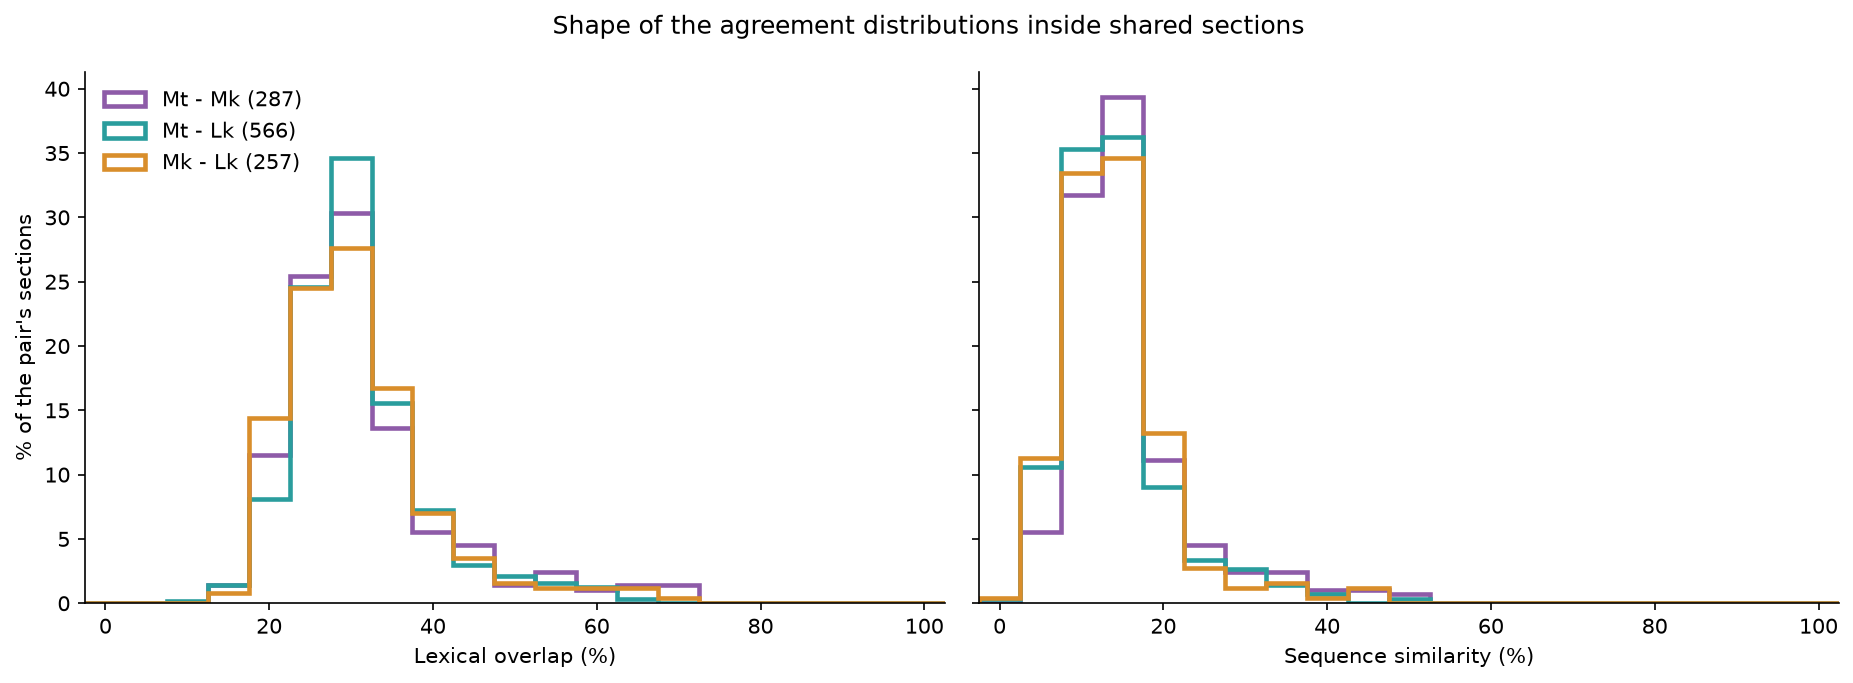 Shape of the agreement distributions inside shared sections
Mt - Mk (287)
Mt - Lk (566)
Mk - Lk (257)
% of the pair's sections
40
35
30
25
20
15
10
5
0
0 20 40 60 80 100
Lexical overlap (%)
0 20 40 60 80 100
Sequence similarity (%)